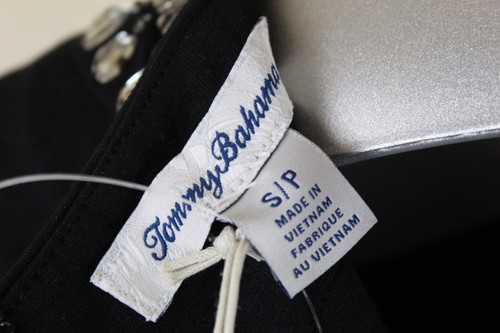 Tommy Bahama
S/P
MADE IN
VIETNAM
FABRIQUE
AU VIETNAM